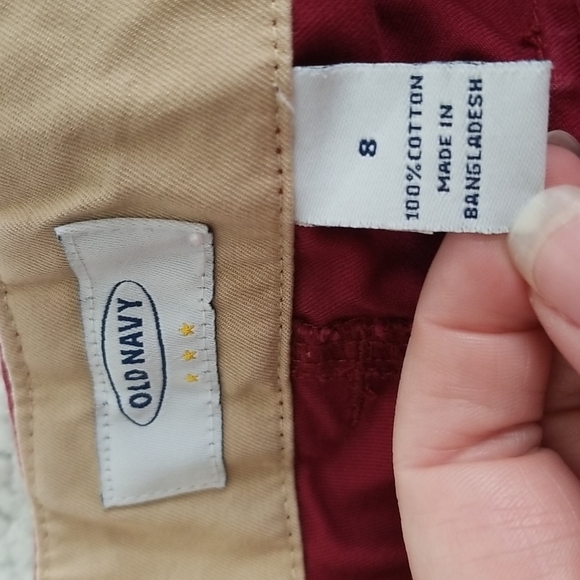 OLD NAVY
8
100% COTTON
MADE IN
BANGLADESH